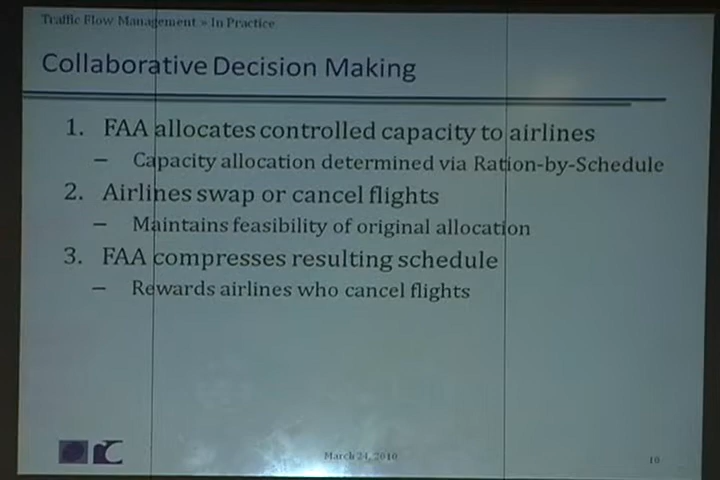 Traffic Flow Management » In Practice
Collaborative Decision Making
1. FAA allocates controlled capacity to airlines
– Capacity allocation determined via Ration-by-Schedule
2. Airlines swap or cancel flights
– Maintains feasibility of original allocation
3. FAA compresses resulting schedule
– Rewards airlines who cancel flights
March 24, 2010
10